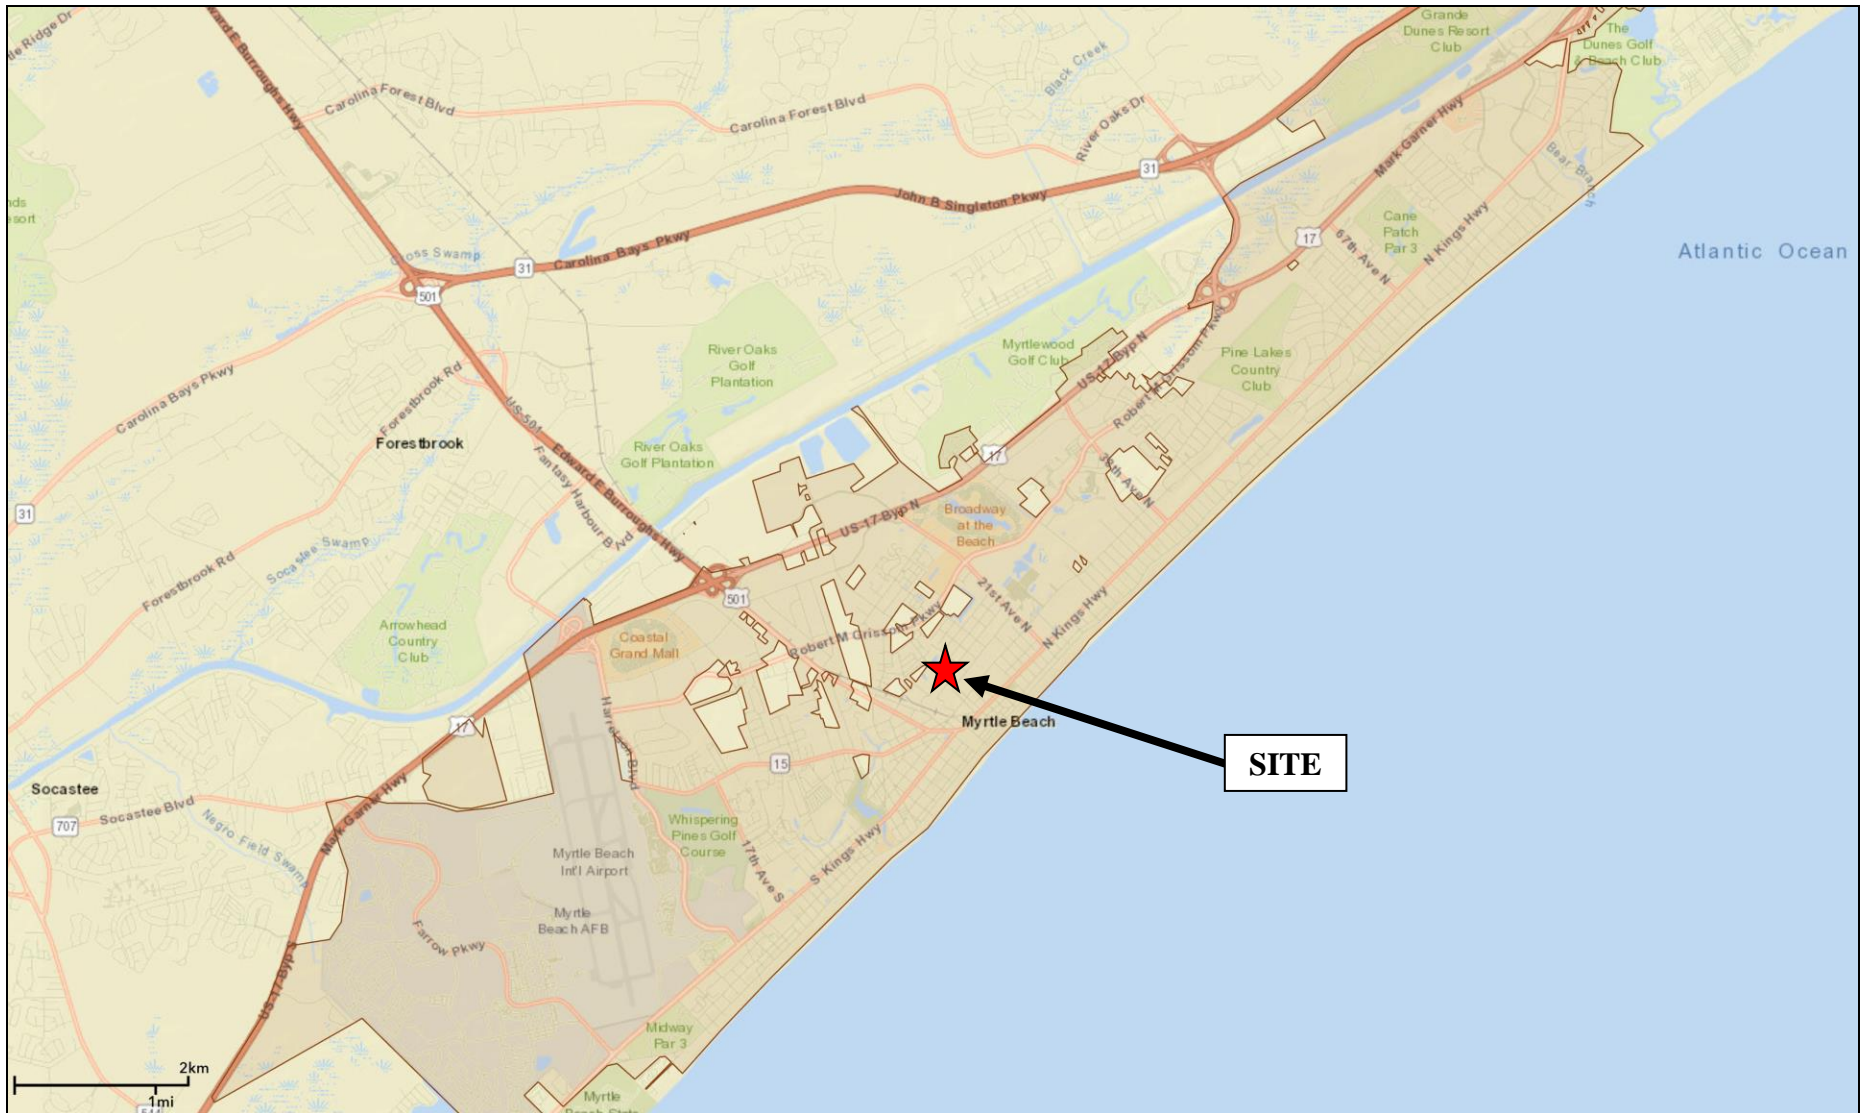 Grande
Dunes Resort
Club
The
Dunes Golf
& Beach Club
Black Creek
Carolina Forest Blvd
Carolina Forest Blvd
River Oaks Dr
Mark Garner Hwy
Bear Branch
31
John B Singleton Pkwy
Cane
Patch
Par 3
67th Ave N
N Kings Hwy
17
Atlantic Ocean
Carolina Bays Pkwy
31
501
River Oaks
Golf
Plantation
Myrtlewood
Golf Club
US-17 Byp N
Robert M Grissom Pkwy
Pine Lakes
Country
Club
Carolina Bays Pkwy
Forestbrook Rd
US-501
Edward E Burroughs Hwy
Forestbrook
River Oaks
Golf Plantation
Fantasy Harbour Blvd
17
38th Ave N
31
US-17 Byp N
Broadway
at the
Beach
Forestbrook Rd
Socastee Swamp
501
21st Ave N
N Kings Hwy
Arrowhead
Country
Club
Coastal
Grand Mall
Robert M Grissom Pkwy
Harrelson Blvd
17
Myrtle Beach
SITE
15
Socastee
707
Socastee Blvd
Negro Field Swamp
Mark Garner Hwy
Whispering
Pines Golf
Course
17th Ave S
S Kings Hwy
Myrtle Beach
Int'l Airport
Myrtle
Beach AFB
Farrow Pkwy
US-17 Byp S
Midway
Par 3
2km
1mi
544
Myrtle
Beach State